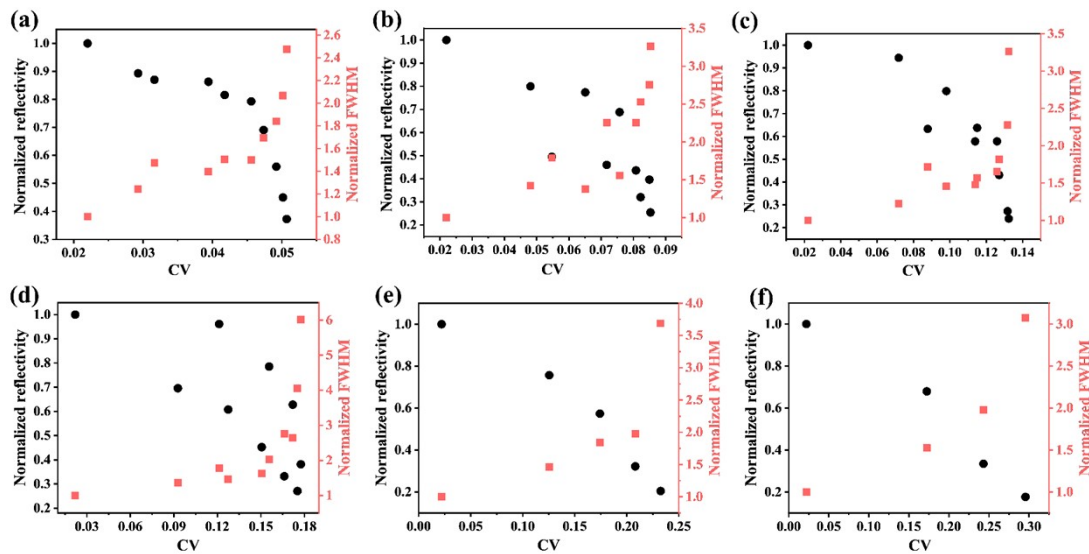 (a)
Normalized reflectivity
1.0
0.9
0.8
0.7
0.6
0.5
0.4
0.3
0.02 0.03 0.04 0.05
CV
2.6
2.4
2.2
2.0
1.8
1.6
1.4
1.2
1.0
0.8
Normalized FWHM
(b)
Normalized reflectivity
1.0
0.9
0.8
0.7
0.6
0.5
0.4
0.3
0.2
0.02 0.03 0.04 0.05 0.06 0.07 0.08 0.09
CV
3.5
3.0
2.5
2.0
1.5
1.0
Normalized FWHM
(c)
Normalized reflectivity
1.0
0.9
0.8
0.7
0.6
0.5
0.4
0.3
0.2
0.02 0.04 0.06 0.08 0.10 0.12 0.14
CV
3.5
3.0
2.5
2.0
1.5
1.0
Normalized FWHM
(d)
Normalized reflectivity
1.0
0.9
0.8
0.7
0.6
0.5
0.4
0.3
0.2
0.03 0.06 0.09 0.12 0.15 0.18
CV
6
5
4
3
2
1
Normalized FWHM
(e)
Normalized reflectivity
1.0
0.8
0.6
0.4
0.2
0.00 0.05 0.10 0.15 0.20 0.25
CV
4.0
3.5
3.0
2.5
2.0
1.5
1.0
Normalized FWHM
(f)
Normalized reflectivity
1.0
0.8
0.6
0.4
0.2
0.00 0.05 0.10 0.15 0.20 0.25 0.30
CV
3.0
2.5
2.0
1.5
1.0
Normalized FWHM